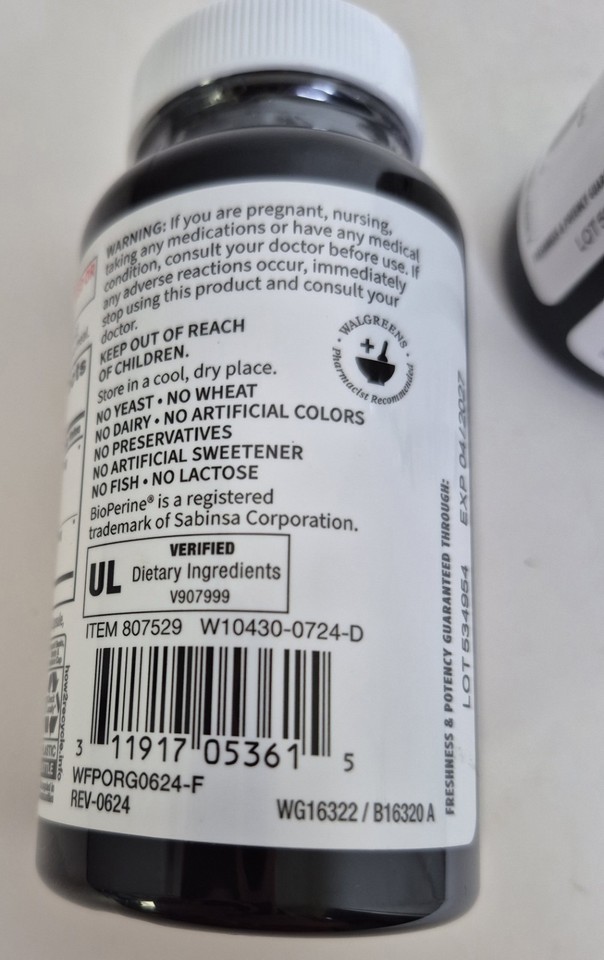 WARNING: If you are pregnant, nursing,
taking any medications or have any medical
condition, consult your doctor before use. If
any adverse reactions occur, immediately
stop using this product and consult your
doctor.
KEEP OUT OF REACH
OF CHILDREN.
Store in a cool, dry place.
NO YEAST • NO WHEAT
NO DAIRY • NO ARTIFICIAL COLORS
NO PRESERVATIVES
NO ARTIFICIAL SWEETENER
NO FISH • NO LACTOSE
BioPerine® is a registered
trademark of Sabinsa Corporation.
WALGREENS
Pharmacist Recommended
UL
VERIFIED
Dietary Ingredients
V907999
ITEM 807529 W10430-0724-D
3 11917 05361 5
WFPORG0624-F
REV-0624
WG16322 / B16320 A
FRESHNESS & POTENCY GUARANTEED THROUGH:
LOT 534954 EXP 04/2027
how2recycle.info
LOT